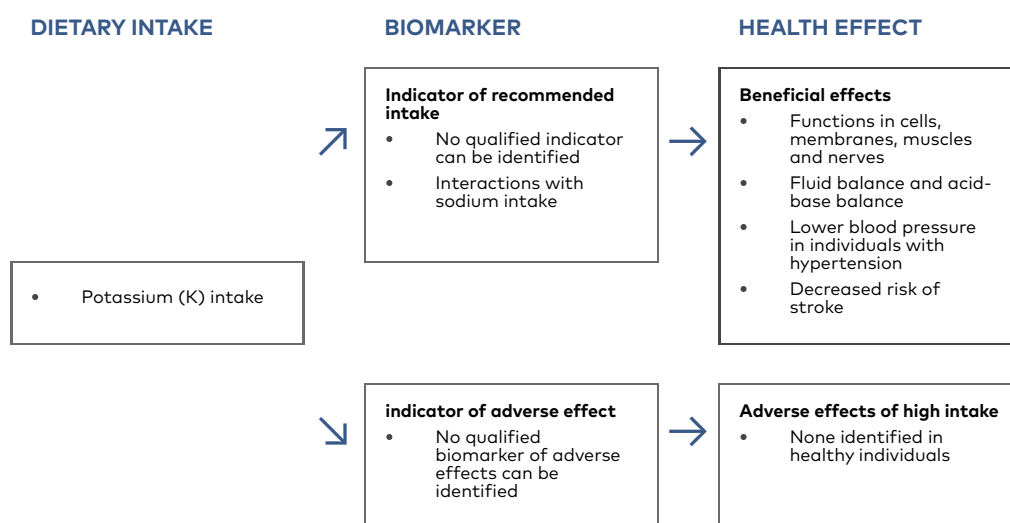 DIETARY INTAKE
BIOMARKER
HEALTH EFFECT
• Potassium (K) intake
Indicator of recommended
intake
• No qualified indicator
can be identified
• Interactions with
sodium intake
Beneficial effects
• Functions in cells,
membranes, muscles
and nerves
• Fluid balance and acid-
base balance
• Lower blood pressure
in individuals with
hypertension
• Decreased risk of
stroke
indicator of adverse effect
• No qualified
biomarker of adverse
effects can be
identified
Adverse effects of high intake
• None identified in
healthy individuals